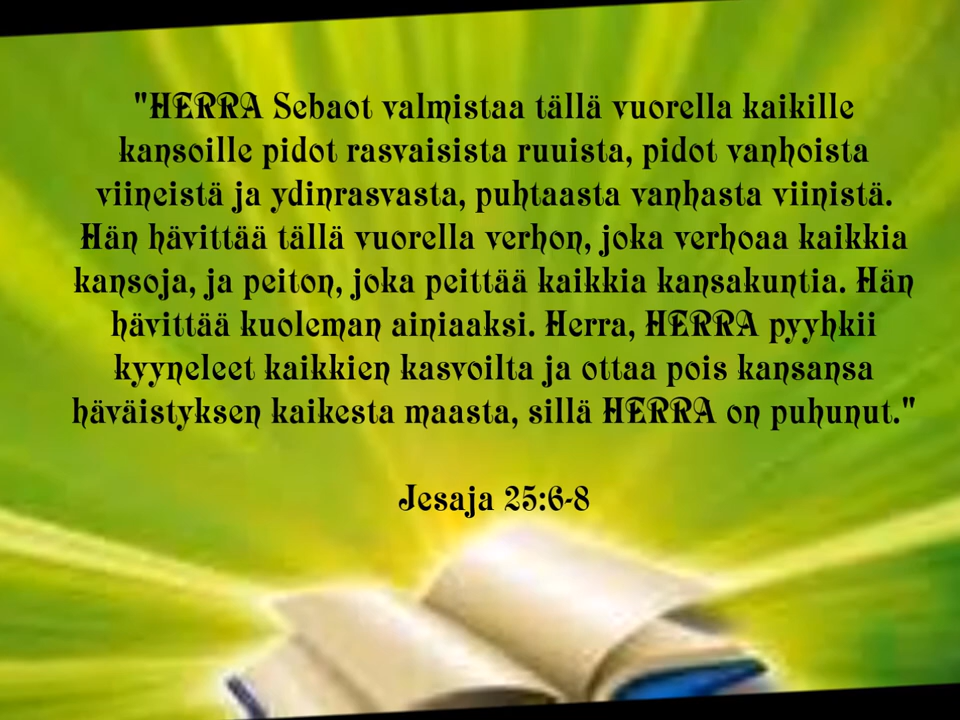 "HERRA Sebaot valmistaa tällä vuorella kaikille
kansoille pidot rasvaisista ruuista, pidot vanhoista
viineistä ja ydinrasvasta, puhtaasta vanhasta viinistä.
Hän hävittää tällä vuorella verhon, joka verhoaa kaikkia
kansoja, ja peiton, joka peittää kaikkia kansakuntia. Hän
hävittää kuoleman ainiaaksi. Herra, HERRA pyyhkii
kyyneleet kaikkien kasvoilta ja ottaa pois kansansa
häväistyksen kaikesta maasta, sillä HERRA on puhunut."
Jesaja 25:6-8